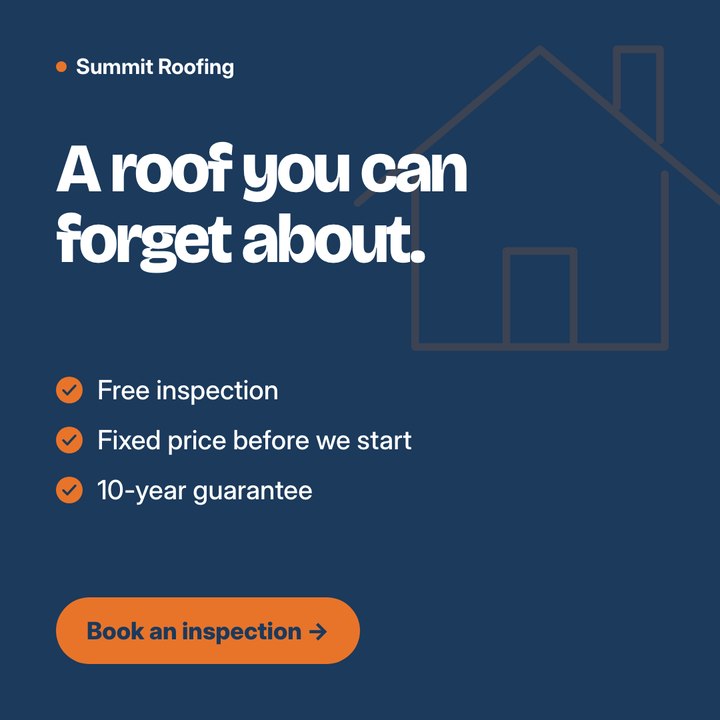 Summit Roofing
A roof you can
forget about.
Free inspection
Fixed price before we start
10-year guarantee
Book an inspection →